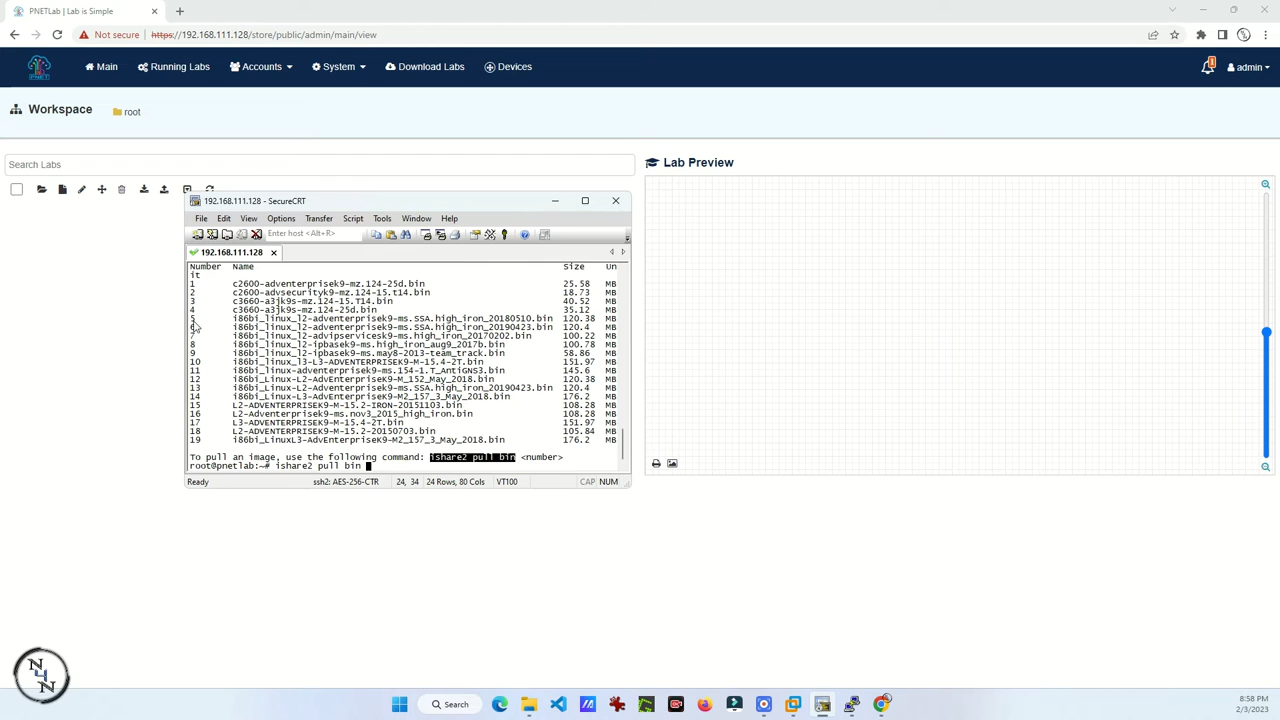 PNETLab | Lab is Simple
Not secure
https://192.168.111.128/store/public/admin/main/view
Main
Running Labs
Accounts
System
Download Labs
Devices
1
admin
Workspace
root
Search Labs
Lab Preview
192.168.111.128 - SecureCRT
File Edit View Options Transfer Script Tools Window Help
Enter host <Alt+R>
192.168.111.128
Number Name Size Un
it
1 c2600-adventerprisek9-mz.124-25d.bin 25.58 MB
2 c2600-advsecurityk9-mz.124-15.t14.bin 18.73 MB
3 c3660-a3jk9s-mz.124-15.T14.bin 40.52 MB
4 c3660-a3jk9s-mz.124-25d.bin 35.12 MB
5 i86bi_linux_l2-adventerprisek9-ms.SSA.high_iron_20180510.bin 120.38 MB
6 i86bi_linux_l2-adventerprisek9-ms.SSA.high_iron_20190423.bin 120.4 MB
7 i86bi_linux_l2-advipservicesk9-ms.high_iron_20170202.bin 100.22 MB
8 i86bi_linux_l2-ipbasek9-ms.high_iron_aug9_2017b.bin 100.78 MB
9 i86bi_linux_l2-ipbasek9-ms.may8-2013-team_track.bin 58.86 MB
10 i86bi_linux_l3-L3-ADVENTERPRISEK9-M-15.4-2T.bin 151.97 MB
11 i86bi_linux-adventerprisek9-ms.154-1.T_AntiGNS3.bin 145.6 MB
12 i86bi_Linux-L2-AdvEnterpriseK9-M_152_May_2018.bin 120.38 MB
13 i86bi_Linux-L2-Adventerprisek9-ms.SSA.high_iron_20190423.bin 120.4 MB
14 i86bi_Linux-L3-AdvEnterpriseK9-M2_157_3_May_2018.bin 176.2 MB
15 L2-ADVENTERPRISEK9-M-15.2-IRON-20151103.bin 108.28 MB
16 L2-Adventerprisek9-ms.nov3_2015_high_iron.bin 108.28 MB
17 L3-ADVENTERPRISEK9-M-15.4-2T.bin 151.97 MB
18 L2-ADVENTERPRISEK9-M-15.2-20150703.bin 105.84 MB
19 i86bi_LinuxL3-AdvEnterpriseK9-M2_157_3_May_2018.bin 176.2 MB
To pull an image, use the following command: ishare2 pull bin <number>
root@pnetlab:~# ishare2 pull bin
Ready ssh2: AES-256-CTR 24, 34 24 Rows, 80 Cols VT100 CAP NUM
N4N
Search
8:58 PM
2/3/2023